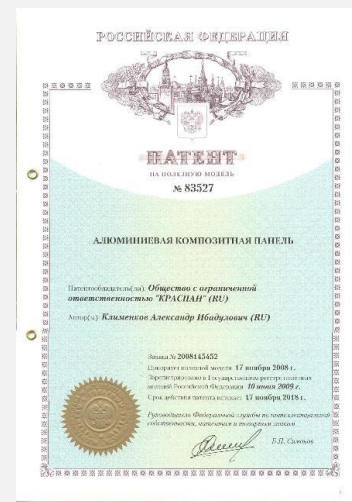 РОССИЙСКАЯ ФЕДЕРАЦИЯ
ПАТЕНТ
НА ПОЛЕЗНУЮ МОДЕЛЬ
№ 83527
АЛЮМИНИЕВАЯ КОМПОЗИТНАЯ ПАНЕЛЬ
Патентообладатель(ли): Общество с ограниченной
ответственностью "КРАСПАН" (RU)
Автор(ы): Клименков Александр Ибадулович (RU)
Заявка № 2008145452
Приоритет полезной модели 17 ноября 2008 г.
Зарегистрировано в Государственном реестре полезных
моделей Российской Федерации 10 июня 2009 г.
Срок действия патента истекает 17 ноября 2018 г.
Руководитель Федеральной службы по интеллектуальной
собственности, патентам и товарным знакам
Б.П. Симонов